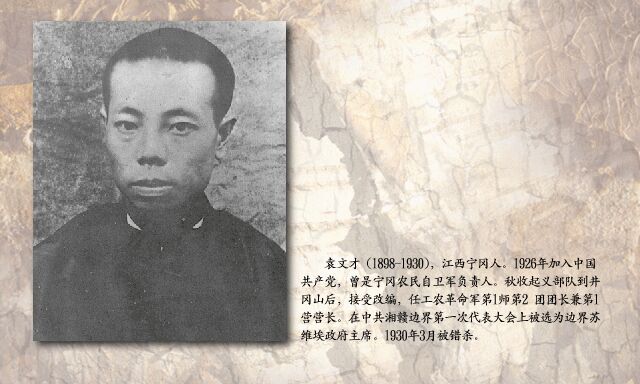 袁文才（1898-1930），江西宁冈人。1926年加入中国
共产党，曾是宁冈农民自卫军负责人。秋收起义部队到井
冈山后，接受改编，任工农革命军第1师第2 团团长兼第1
营营长。在中共湘赣边界第一次代表大会上被选为边界苏
维埃政府主席。1930年3月被错杀。